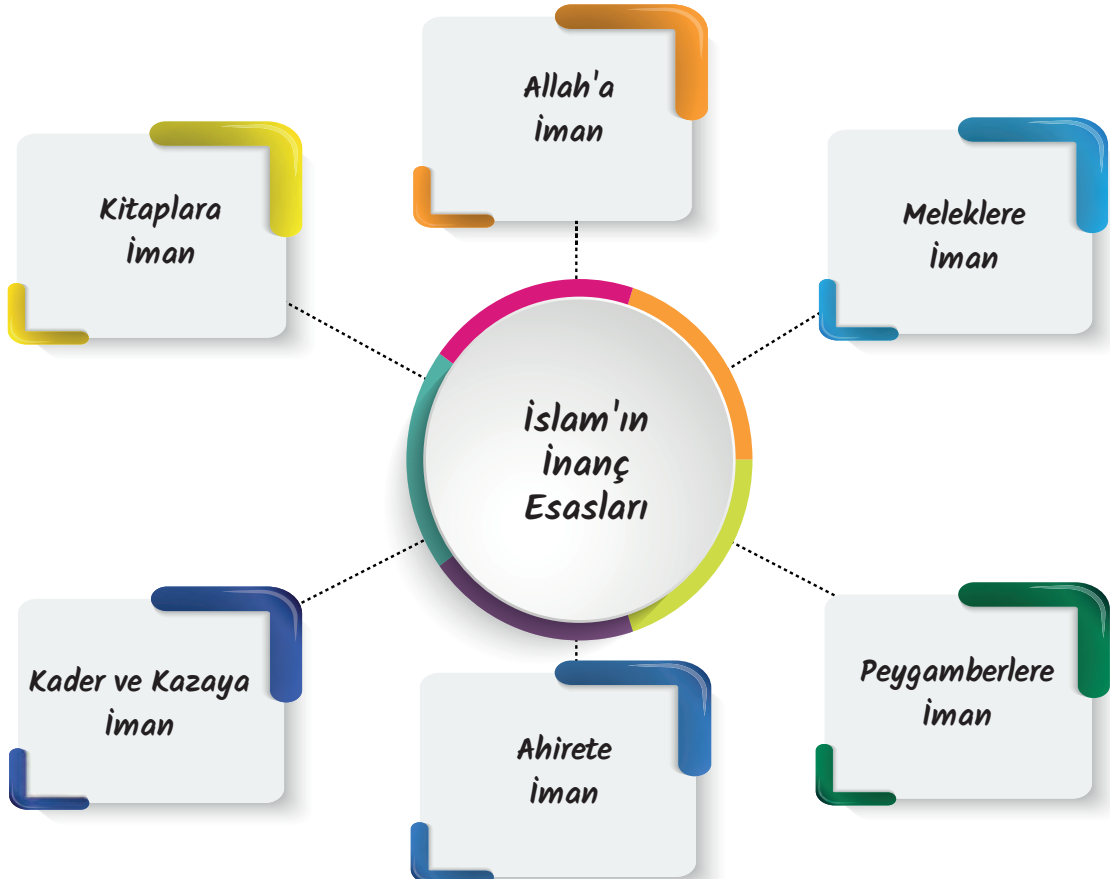 Allah'a
İman
Kitaplara
İman
Meleklere
İman
İslam'ın
İnanç
Esasları
Kader ve Kazaya
İman
Peygamberlere
İman
Ahirete
İman